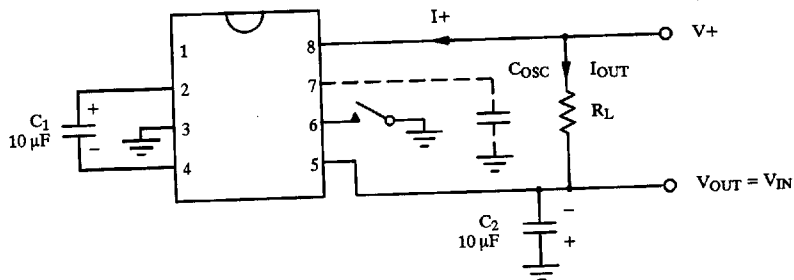 I+
V+
1
8
COSC
IOUT
2
7
C1
10 µF
+
−
3
6
RL
4
5
VOUT = VIN
C2
10 µF
−
+